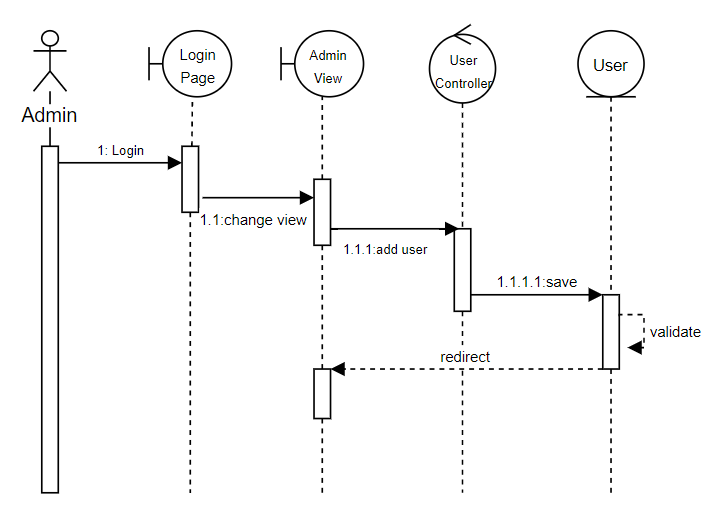 Login
Page
Admin
View
User
Controller
User
Admin
1: Login
1.1:change view
1.1.1:add user
1.1.1.1:save
validate
redirect